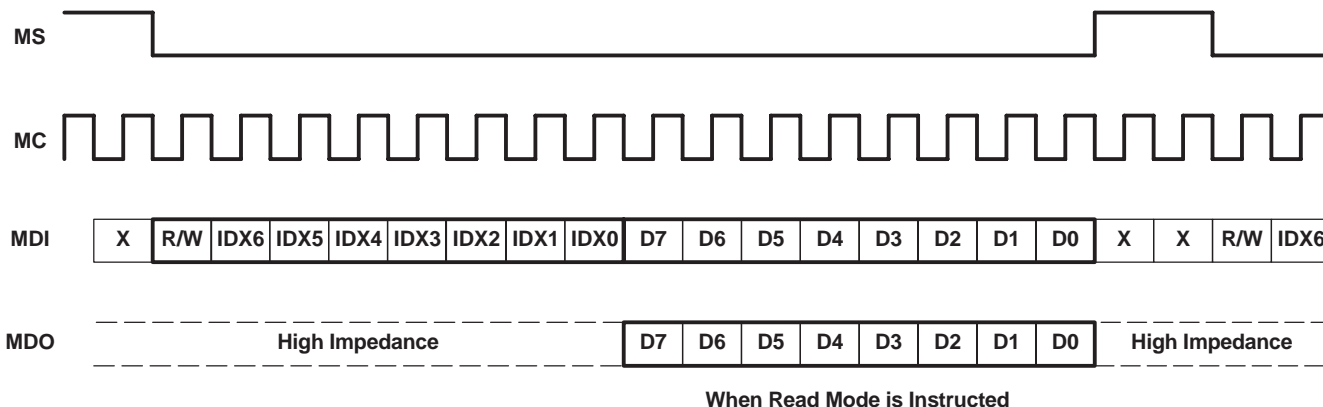 MS
MC
MDI X R/W IDX6 IDX5 IDX4 IDX3 IDX2 IDX1 IDX0 D7 D6 D5 D4 D3 D2 D1 D0 X X R/W IDX6
MDO High Impedance D7 D6 D5 D4 D3 D2 D1 D0 High Impedance
When Read Mode is Instructed